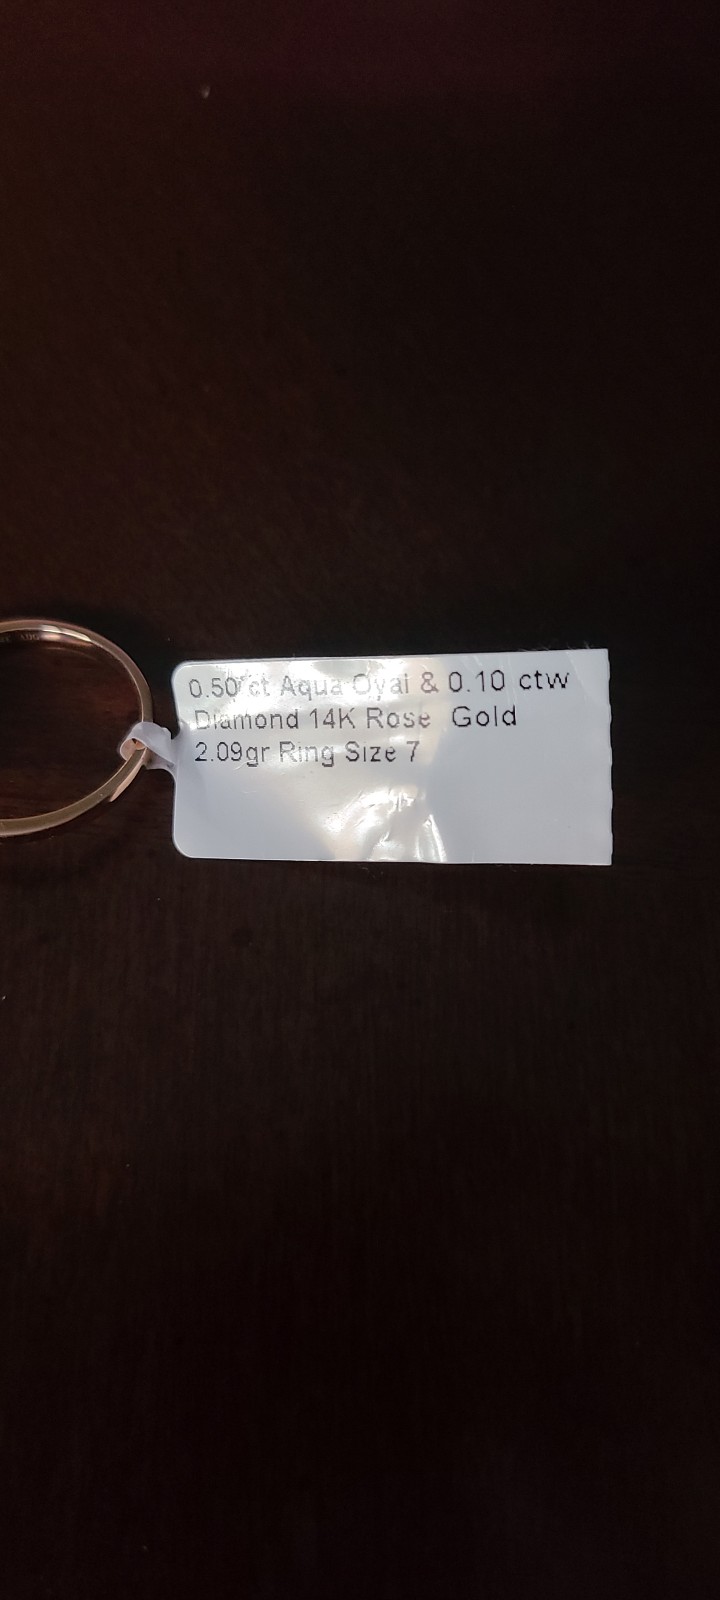 0.50 ct Aqua Oval & 0.10 ctw
Diamond 14K Rose Gold
2.09gr Ring Size 7